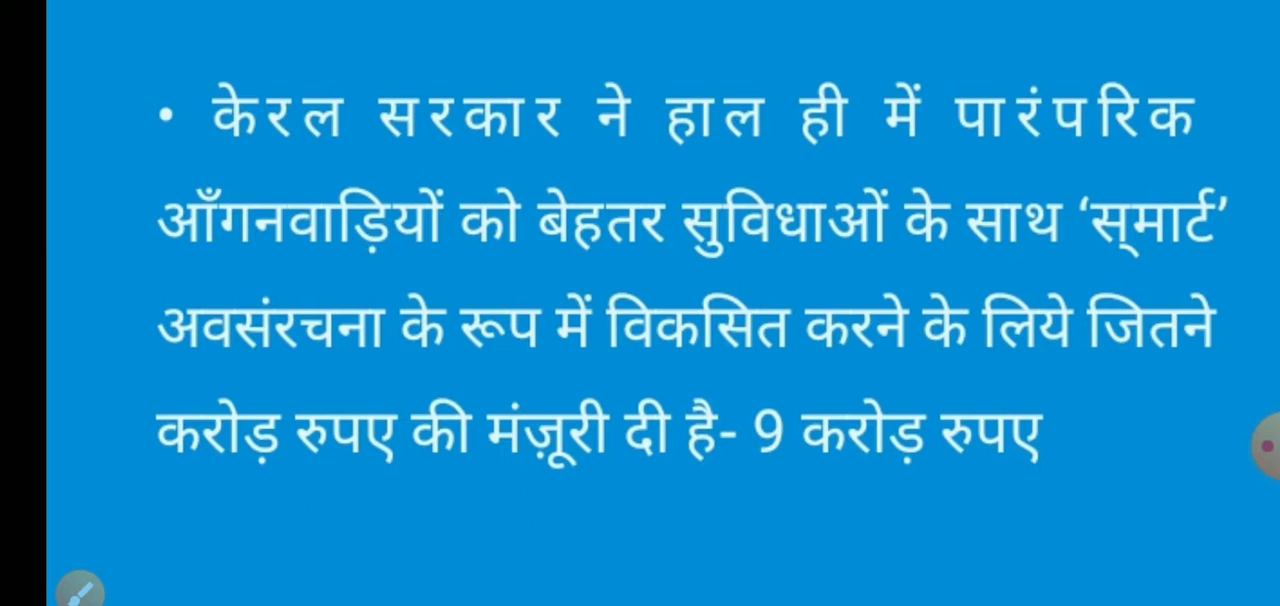 • केरल सरकार ने हाल ही में पारंपरिक
आँगनवाड़ियों को बेहतर सुविधाओं के साथ ‘स्‌मार्ट’
अवसंरचना के रूप में विकसित करने के लिये जितने
करोड़ रुपए की मंज़ूरी दी है- 9 करोड़ रुपए